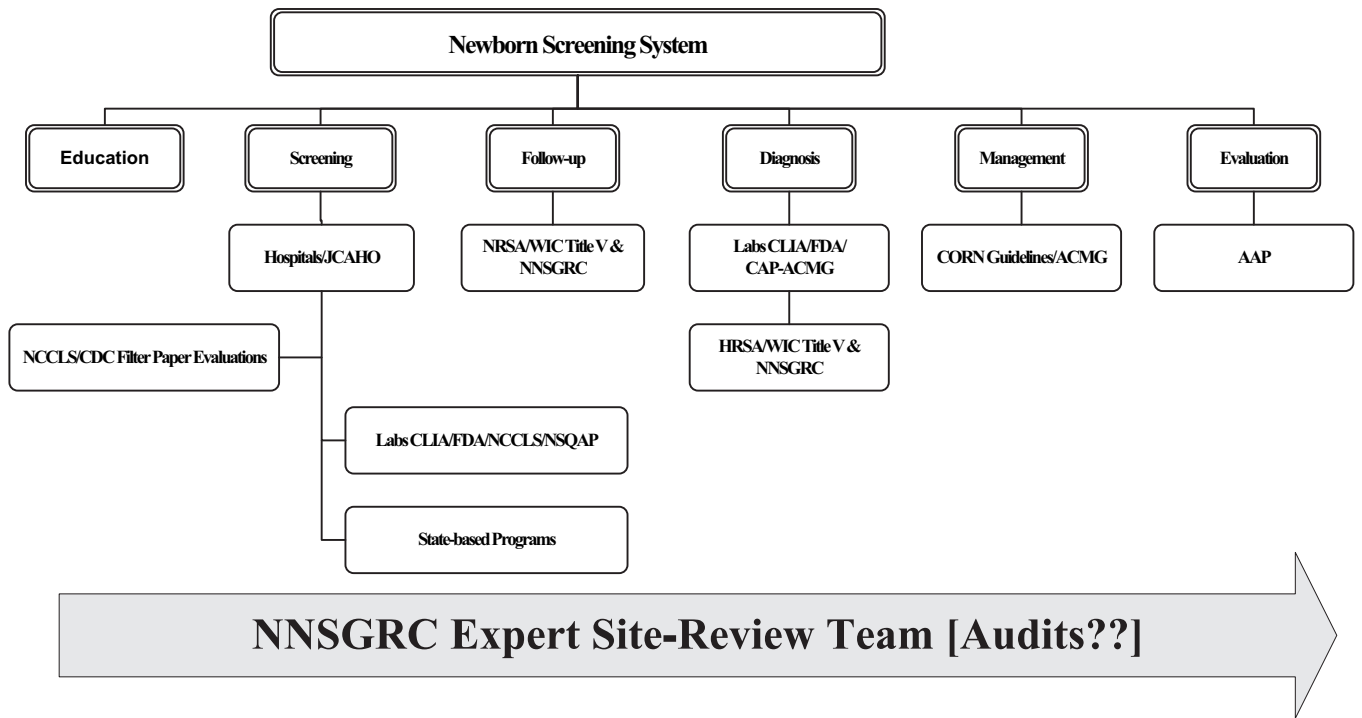 Newborn Screening System
Education
Screening
Follow-up
Diagnosis
Management
Evaluation
Hospitals/JCAHO
NRSA/WIC Title V &
NNSGRC
Labs CLIA/FDA/
CAP-ACMG
CORN Guidelines/ACMG
AAP
NCCLS/CDC Filter Paper Evaluations
HRSA/WIC Title V &
NNSGRC
Labs CLIA/FDA/NCCLS/NSQAP
State-based Programs
NNSGRC Expert Site-Review Team [Audits??]